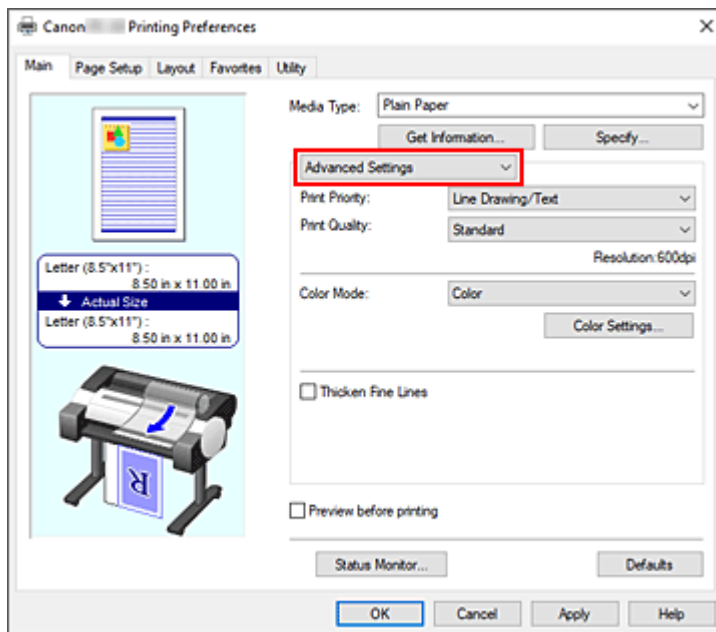 Canon Printing Preferences
Main Page Setup Layout Favorites Utility
Media Type: Plain Paper
Get Information... Specify...
Advanced Settings
Print Priority: Line Drawing/Text
Print Quality: Standard
Resolution:600dpi
Color Mode: Color
Color Settings...
Thicken Fine Lines
Letter (8.5"x11") :
8.50 in x 11.00 in
Actual Size
Letter (8.5"x11") :
8.50 in x 11.00 in
R
Preview before printing
Status Monitor... Defaults
OK Cancel Apply Help